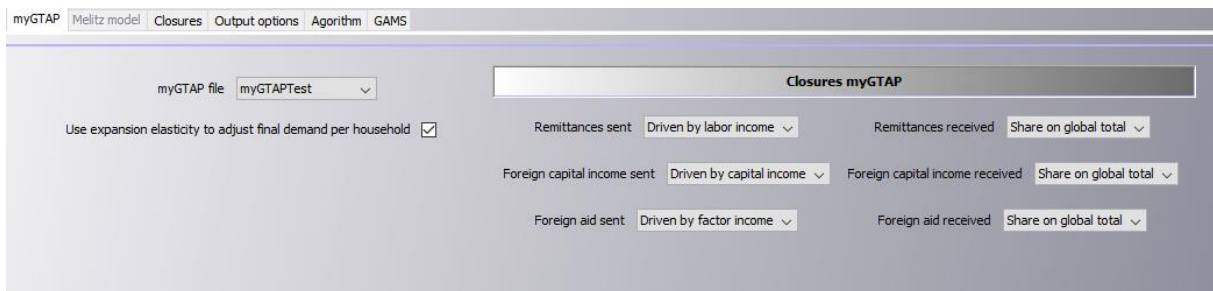 myGTAP Melitz model Closures Output options Agorithm GAMS
myGTAP file myGTAPTest
Use expansion elasticity to adjust final demand per household
Closures myGTAP
Remittances sent Driven by labor income Remittances received Share on global total
Foreign capital income sent Driven by capital income Foreign capital income received Share on global total
Foreign aid sent Driven by factor income Foreign aid received Share on global total